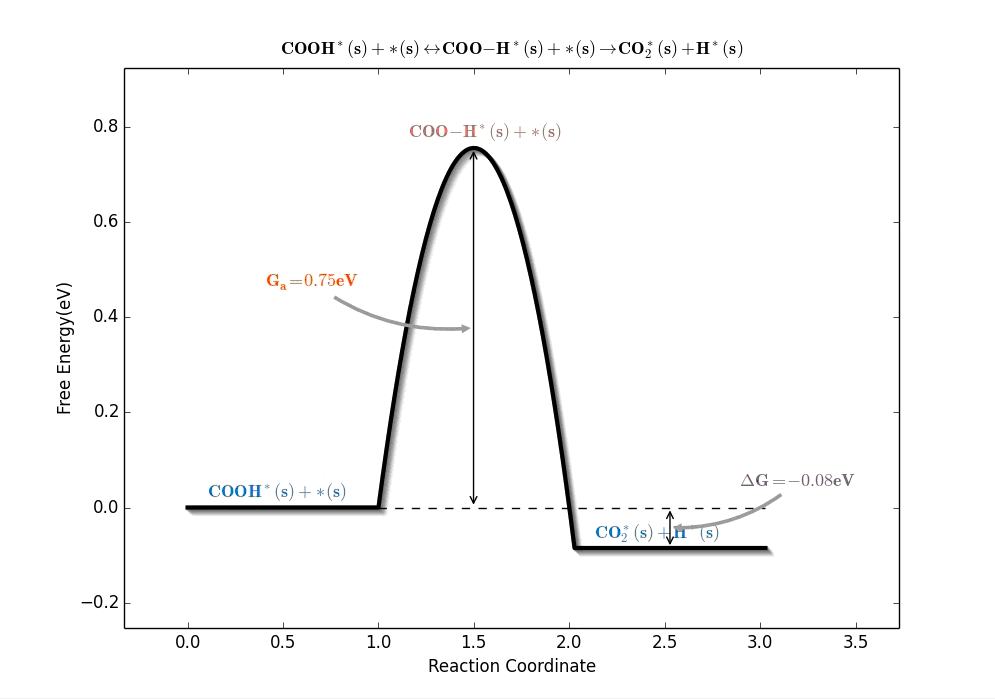 COOH*(s)+*(s)↔COO−H*(s)+*(s)→CO₂*(s)+H*(s)
COO−H*(s)+*(s)
Gₐ=0.75eV
COOH*(s)+*(s)
ΔG=−0.08eV
CO₂*(s)+H*(s)
Free Energy(eV)
0.8
0.6
0.4
0.2
0.0
−0.2
0.0 0.5 1.0 1.5 2.0 2.5 3.0 3.5
Reaction Coordinate